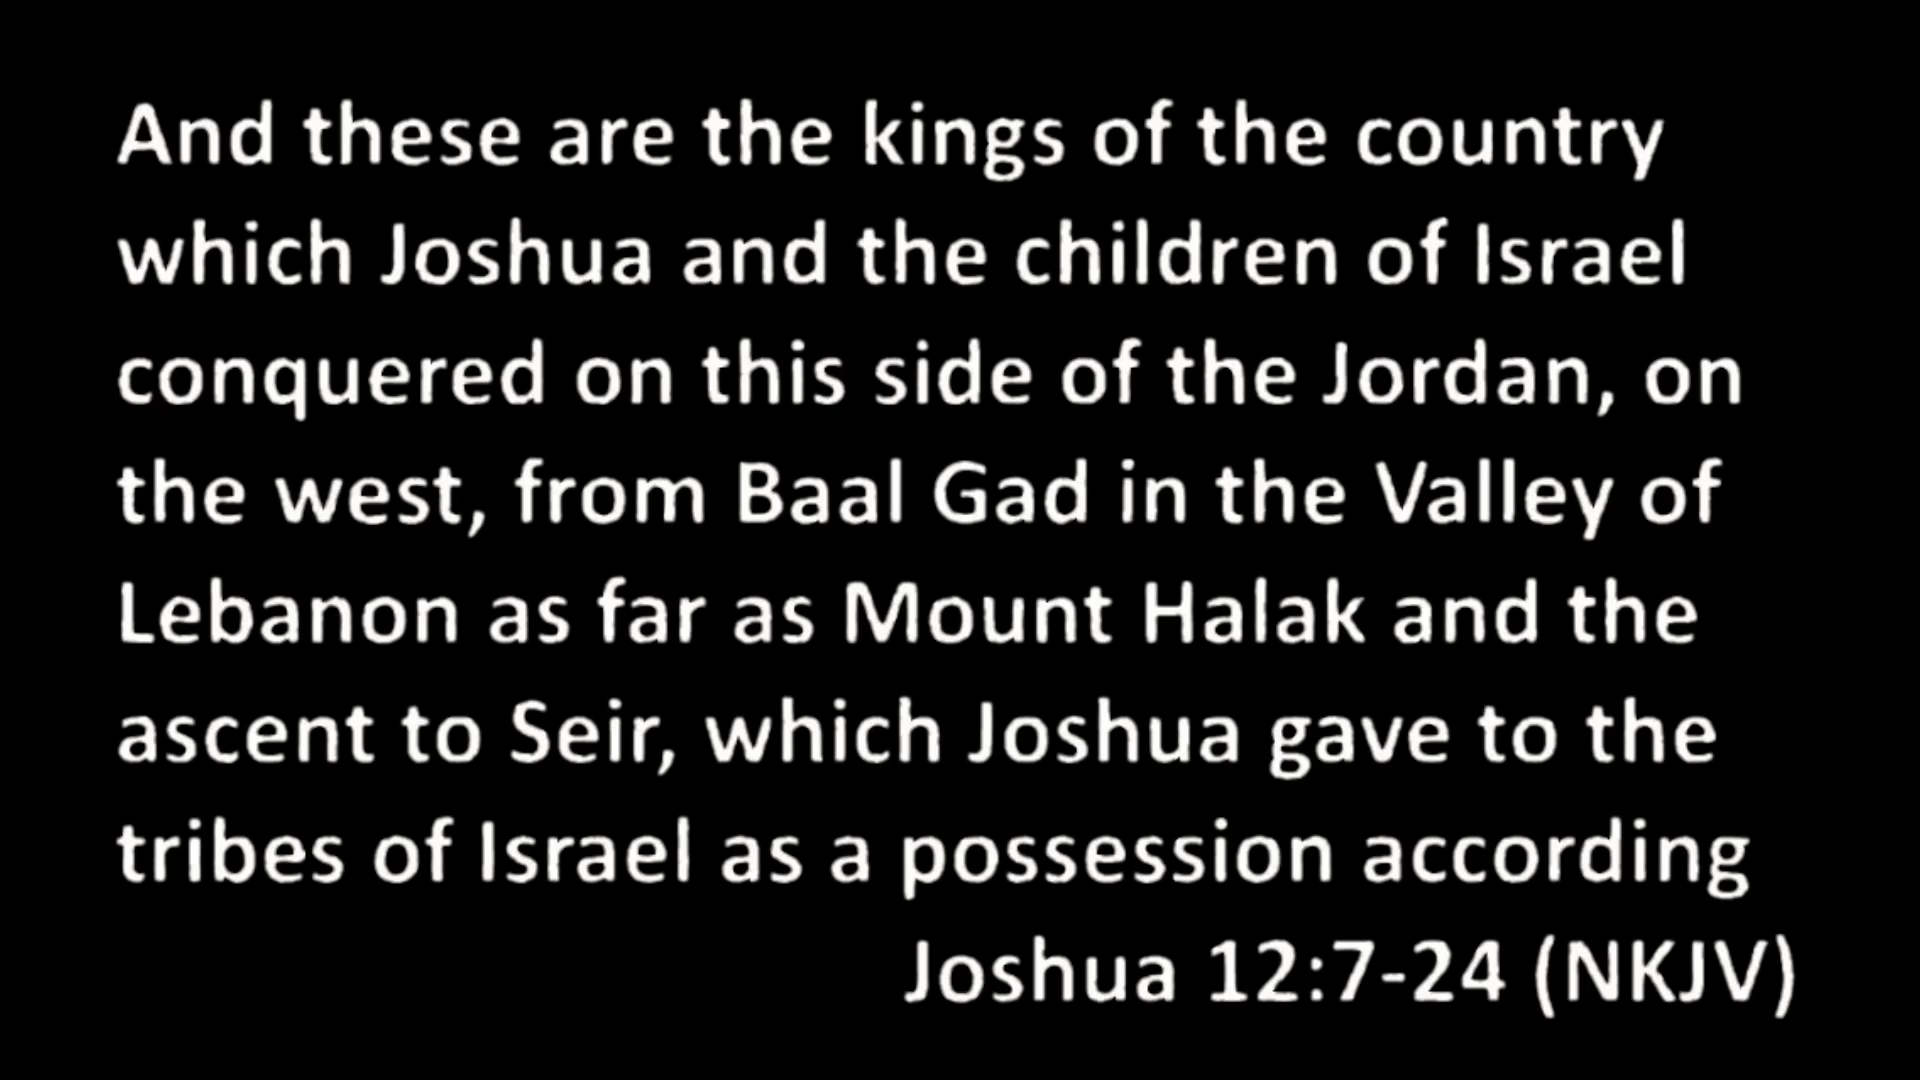 And these are the kings of the country
which Joshua and the children of Israel
conquered on this side of the Jordan, on
the west, from Baal Gad in the Valley of
Lebanon as far as Mount Halak and the
ascent to Seir, which Joshua gave to the
tribes of Israel as a possession according
Joshua 12:7-24 (NKJV)